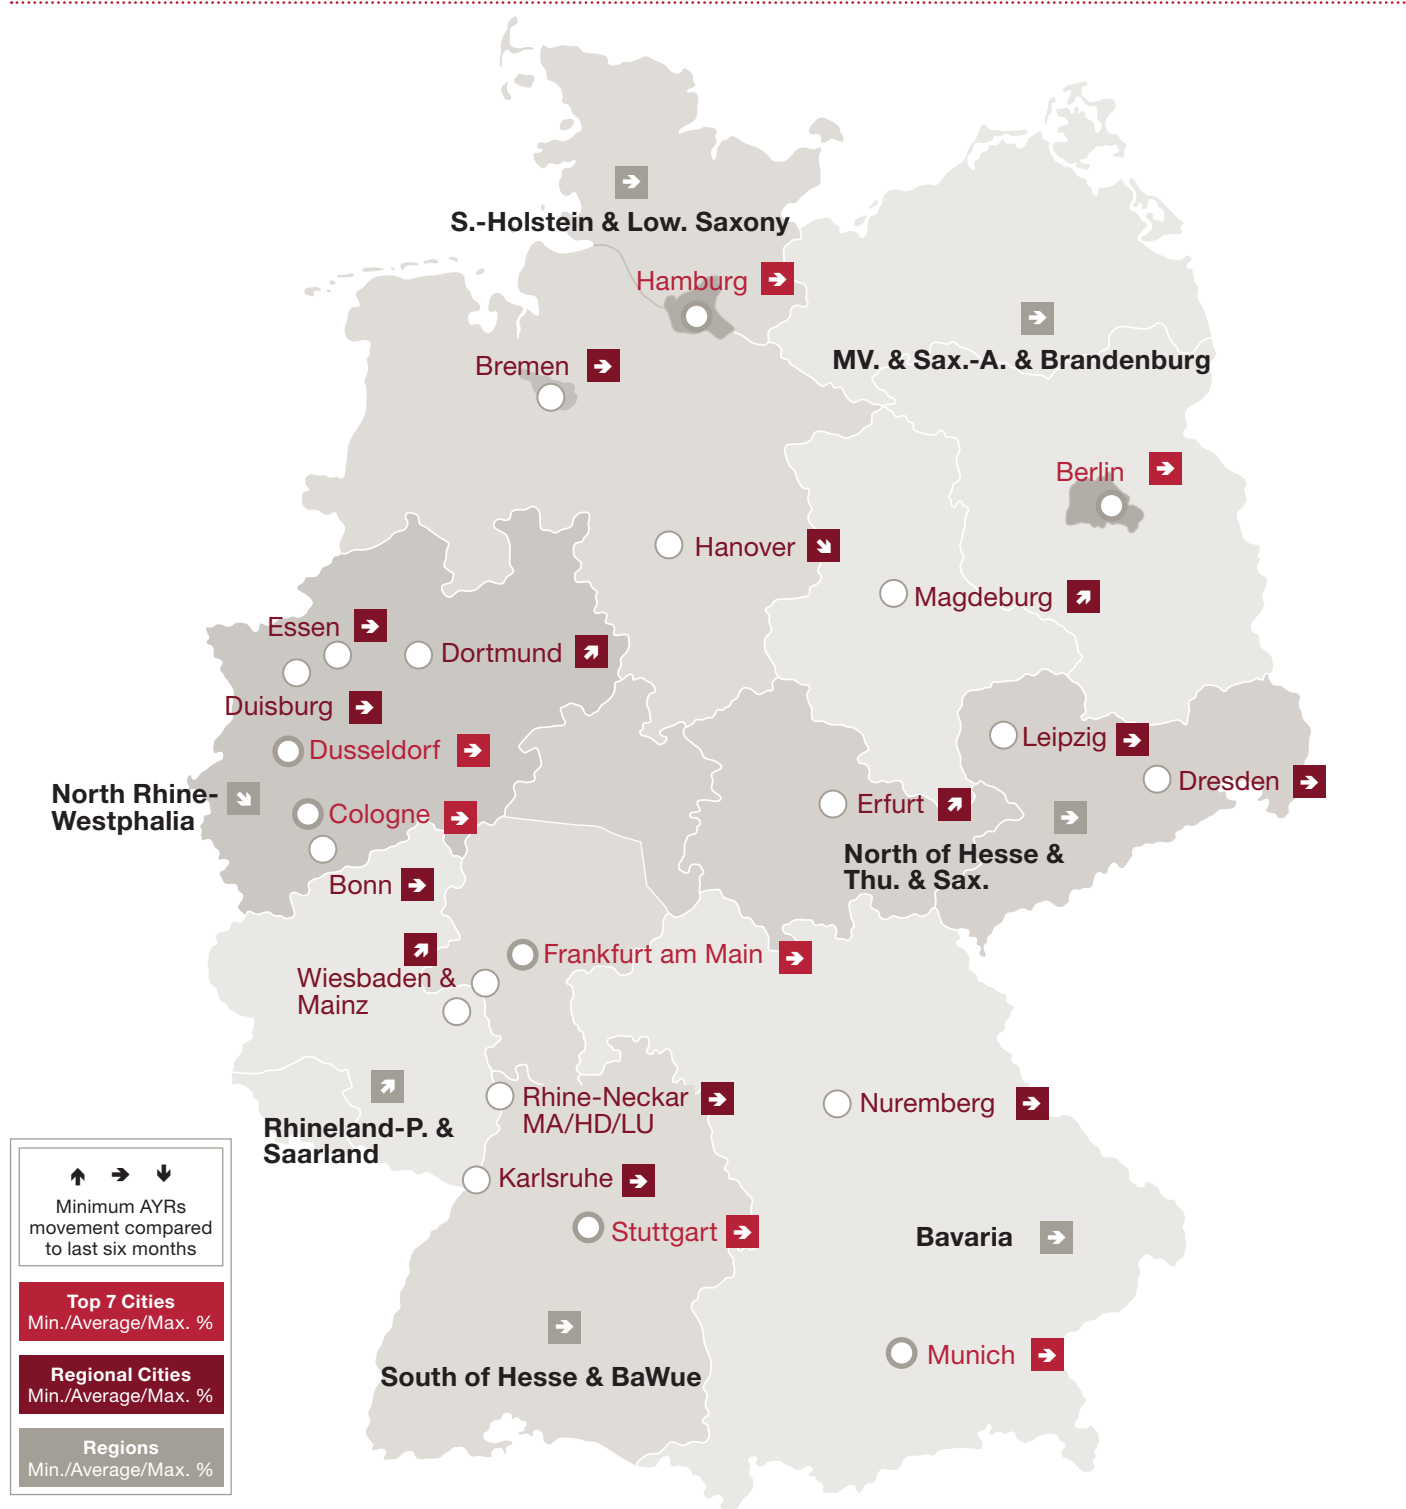 S.-Holstein & Low. Saxony
Hamburg
MV. & Sax.-A. & Brandenburg
Bremen
Berlin
Hanover
Magdeburg
Essen
Dortmund
Duisburg
Dusseldorf
Leipzig
Dresden
North Rhine-
Westphalia
Cologne
Erfurt
North of Hesse &
Thu. & Sax.
Bonn
Frankfurt am Main
Wiesbaden &
Mainz
Rhine-Neckar
MA/HD/LU
Nuremberg
Rhineland-P. &
Saarland
Karlsruhe
Stuttgart
Bavaria
Munich
South of Hesse & BaWue
Minimum AYRs
movement compared
to last six months
Top 7 Cities
Min./Average/Max. %
Regional Cities
Min./Average/Max. %
Regions
Min./Average/Max. %